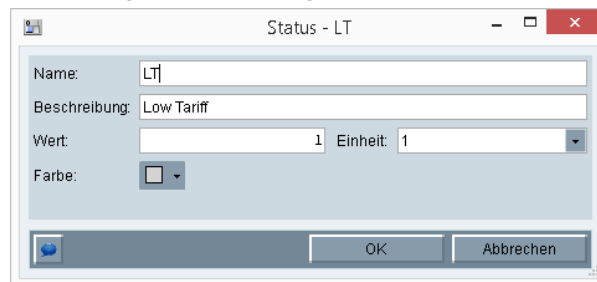 Status - LT
Name: LT
Beschreibung: Low Tariff
Wert: 1 Einheit: 1
Farbe:
OK Abbrechen